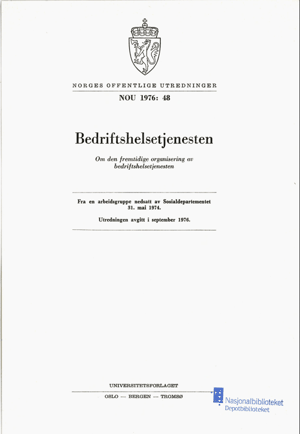 NORGES OFFENTLIGE UTREDNINGER
NOU 1976: 48
Bedriftshelsetjenesten
Om den fremtidige organisering av
bedriftshelsetjenesten
Fra en arbeidsgruppe nedsatt av Sosialdepartementet
31. mai 1974.
Utredningen avgitt i september 1976.
UNIVERSITETSFORLAGET
OSLO — BERGEN — TROMSØ
Nasjonalbiblioteket
Depotbiblioteket